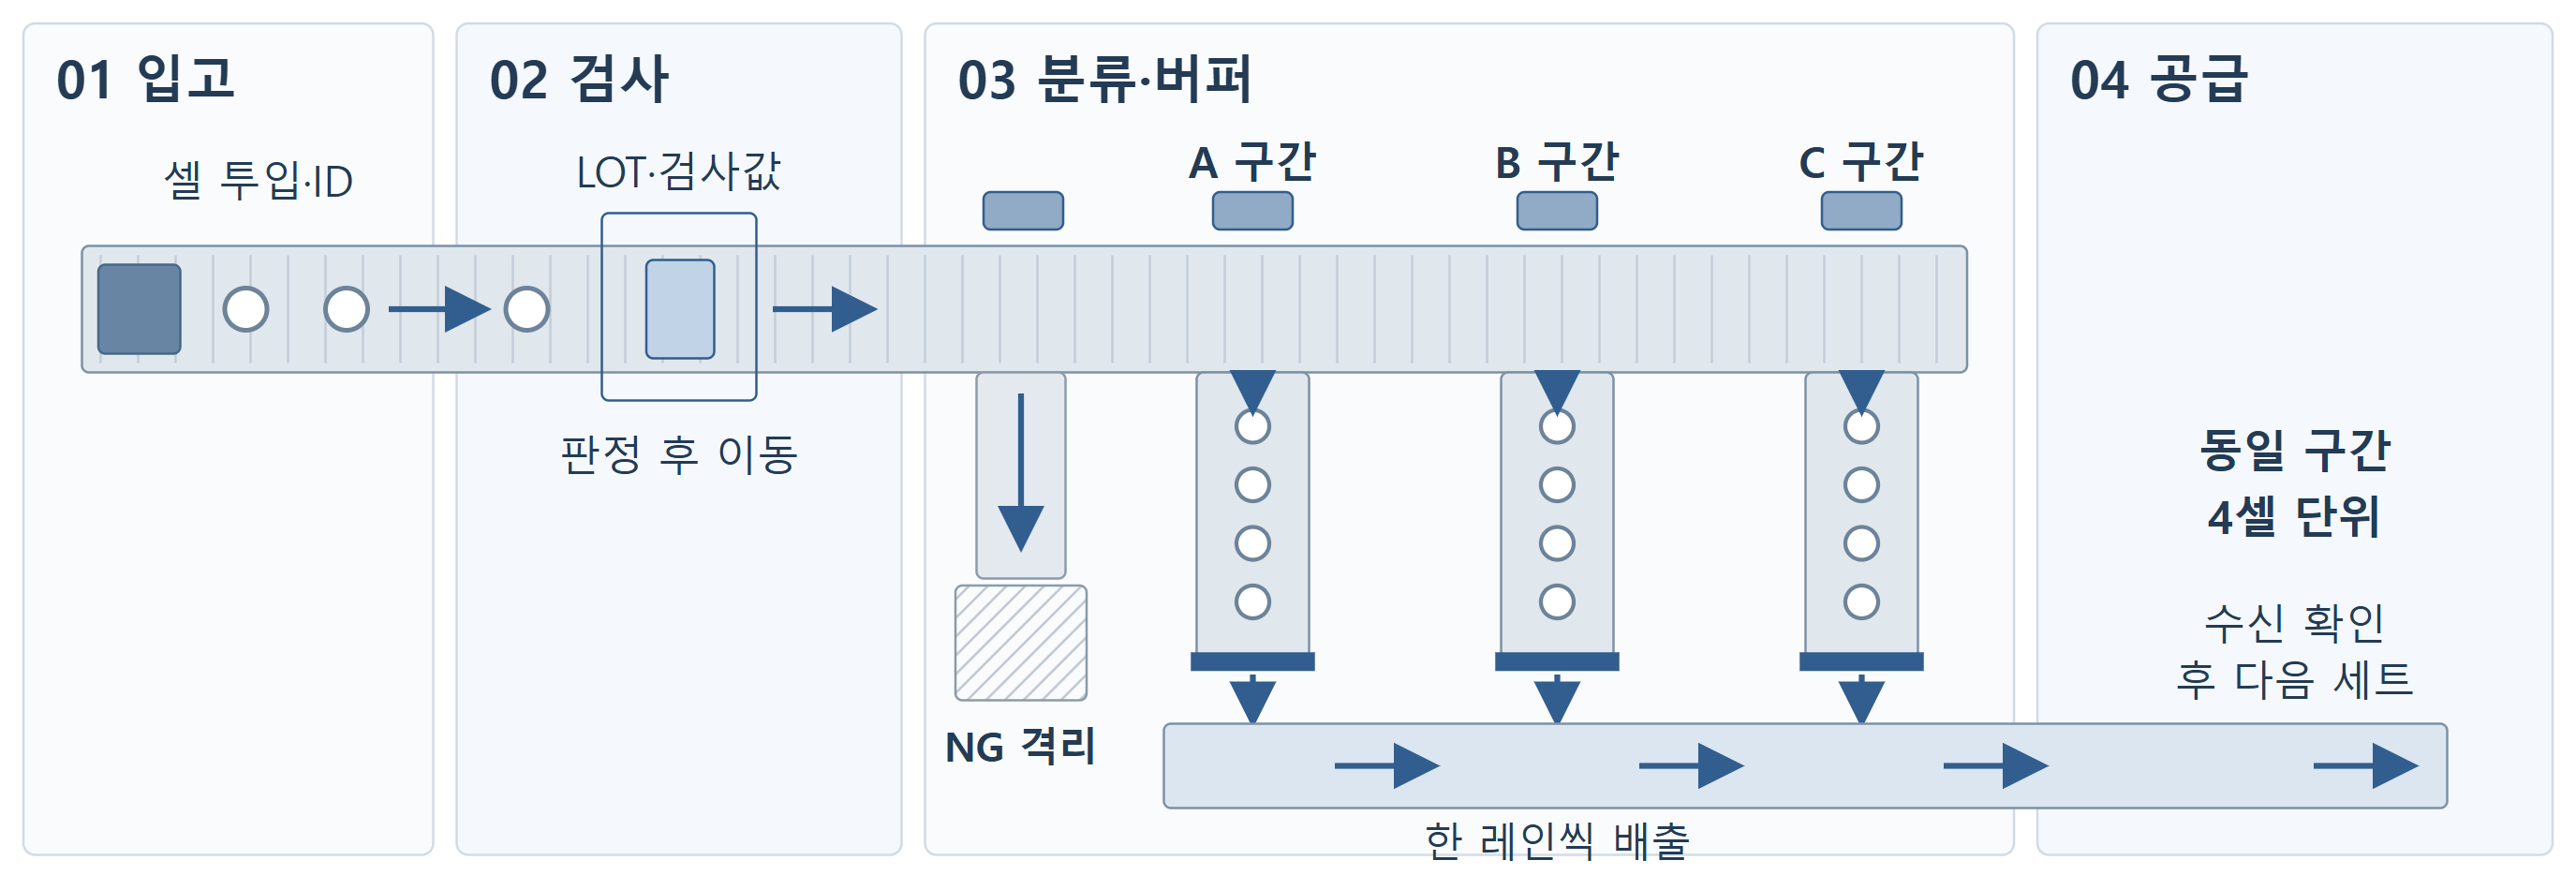 01 입고
셀 투입·ID
02 검사
LOT·검사값
판정 후 이동
03 분류·버퍼
A 구간
B 구간
C 구간
NG 격리
한 레인씩 배출
04 공급
동일 구간
4셀 단위
수신 확인
후 다음 세트